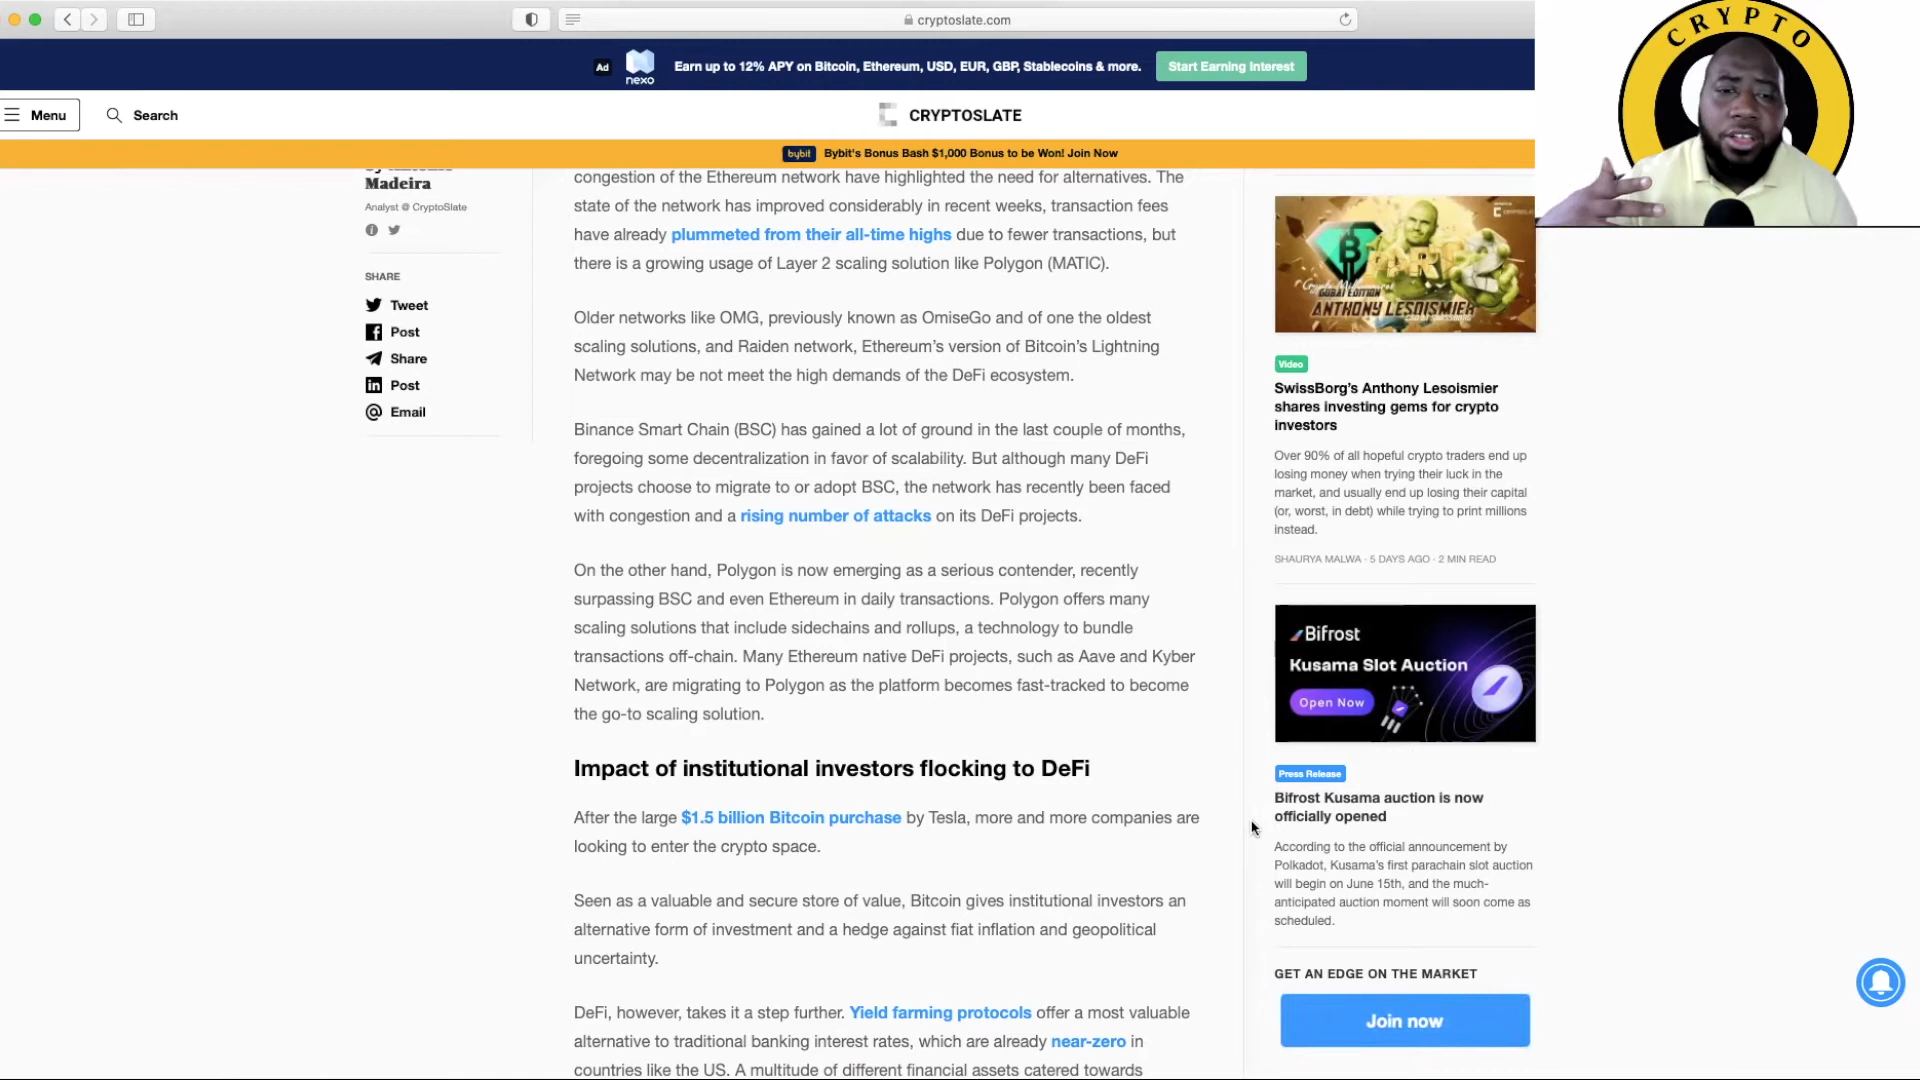 cryptoslate.com
Ad
nexo
Earn up to 12% APY on Bitcoin, Ethereum, USD, EUR, GBP, Stablecoins & more.
Start Earning Interest
Menu
Search
CRYPTOSLATE
BYBIT
Bybit's Bonus Bash $1,000 Bonus to be Won! Join Now
CRYPTO
Madeira
Analyst @ CryptoSlate
SHARE
Tweet
Post
Share
Post
Email
congestion of the Ethereum network have highlighted the need for alternatives. The
state of the network has improved considerably in recent weeks, transaction fees
have already plummeted from their all-time highs due to fewer transactions, but
there is a growing usage of Layer 2 scaling solution like Polygon (MATIC).
Older networks like OMG, previously known as OmiseGo and of one the oldest
scaling solutions, and Raiden network, Ethereum's version of Bitcoin's Lightning
Network may be not meet the high demands of the DeFi ecosystem.
Binance Smart Chain (BSC) has gained a lot of ground in the last couple of months,
foregoing some decentralization in favor of scalability. But although many DeFi
projects choose to migrate to or adopt BSC, the network has recently been faced
with congestion and a rising number of attacks on its DeFi projects.
On the other hand, Polygon is now emerging as a serious contender, recently
surpassing BSC and even Ethereum in daily transactions. Polygon offers many
scaling solutions that include sidechains and rollups, a technology to bundle
transactions off-chain. Many Ethereum native DeFi projects, such as Aave and Kyber
Network, are migrating to Polygon as the platform becomes fast-tracked to become
the go-to scaling solution.
Impact of institutional investors flocking to DeFi
After the large $1.5 billion Bitcoin purchase by Tesla, more and more companies are
looking to enter the crypto space.
Seen as a valuable and secure store of value, Bitcoin gives institutional investors an
alternative form of investment and a hedge against fiat inflation and geopolitical
uncertainty.
DeFi, however, takes it a step further. Yield farming protocols offer a most valuable
alternative to traditional banking interest rates, which are already near-zero in
countries like the US. A multitude of different financial assets catered towards
ANTHONY LESOISMIER
Video
SwissBorg's Anthony Lesoismier
shares investing gems for crypto
investors
Over 90% of all hopeful crypto traders end up
losing money when trying their luck in the
market, and usually end up losing their capital
(or, worst, in debt) while trying to print millions
instead.
SHAURYA MALWA · 5 DAYS AGO · 2 MIN READ
Bifrost
Kusama Slot Auction
Open Now
Press Release
Bifrost Kusama auction is now
officially opened
According to the official announcement by
Polkadot, Kusama's first parachain slot auction
will begin on June 15th, and the much-
anticipated auction moment will soon come as
scheduled.
GET AN EDGE ON THE MARKET
Join now